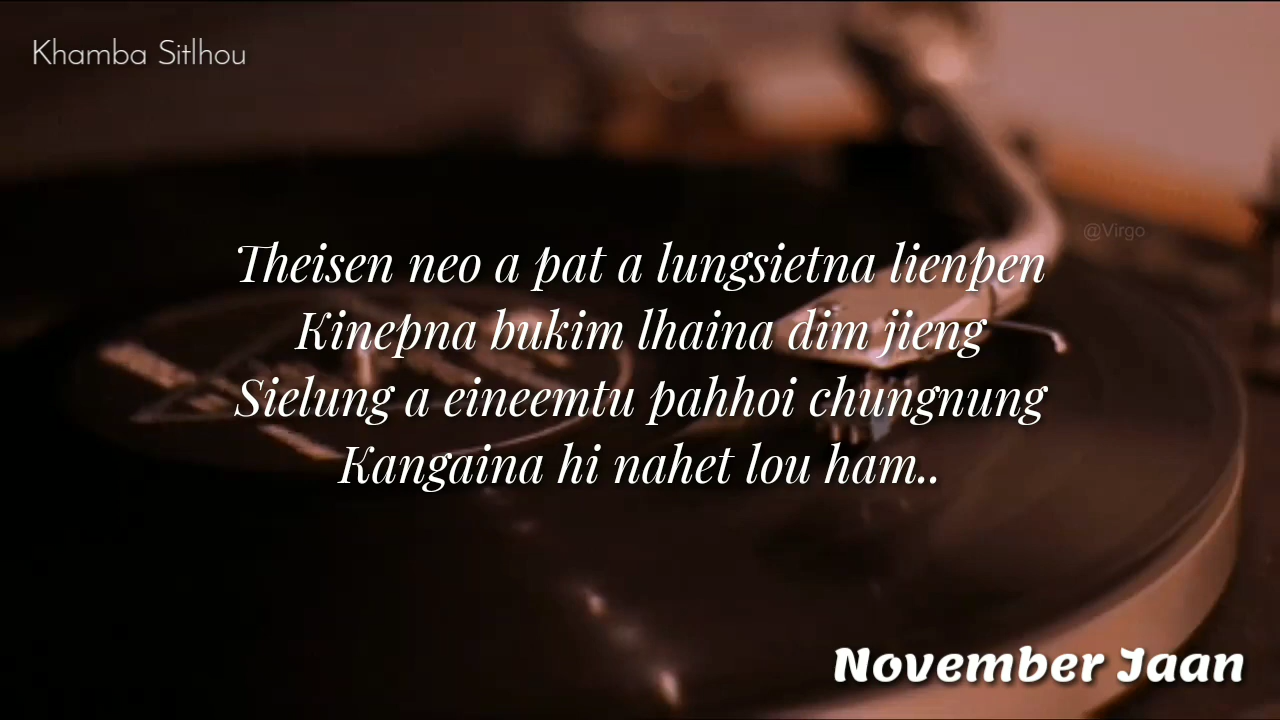 Khamba Sitlhou
@Virgo
Theisen neo a pat a lungsietna lienpen
Kinepna bukim lhaina dim jieng
Sielung a eineemtu pahhoi chungnung
Kangaina hi nahet lou ham..
November Jaan